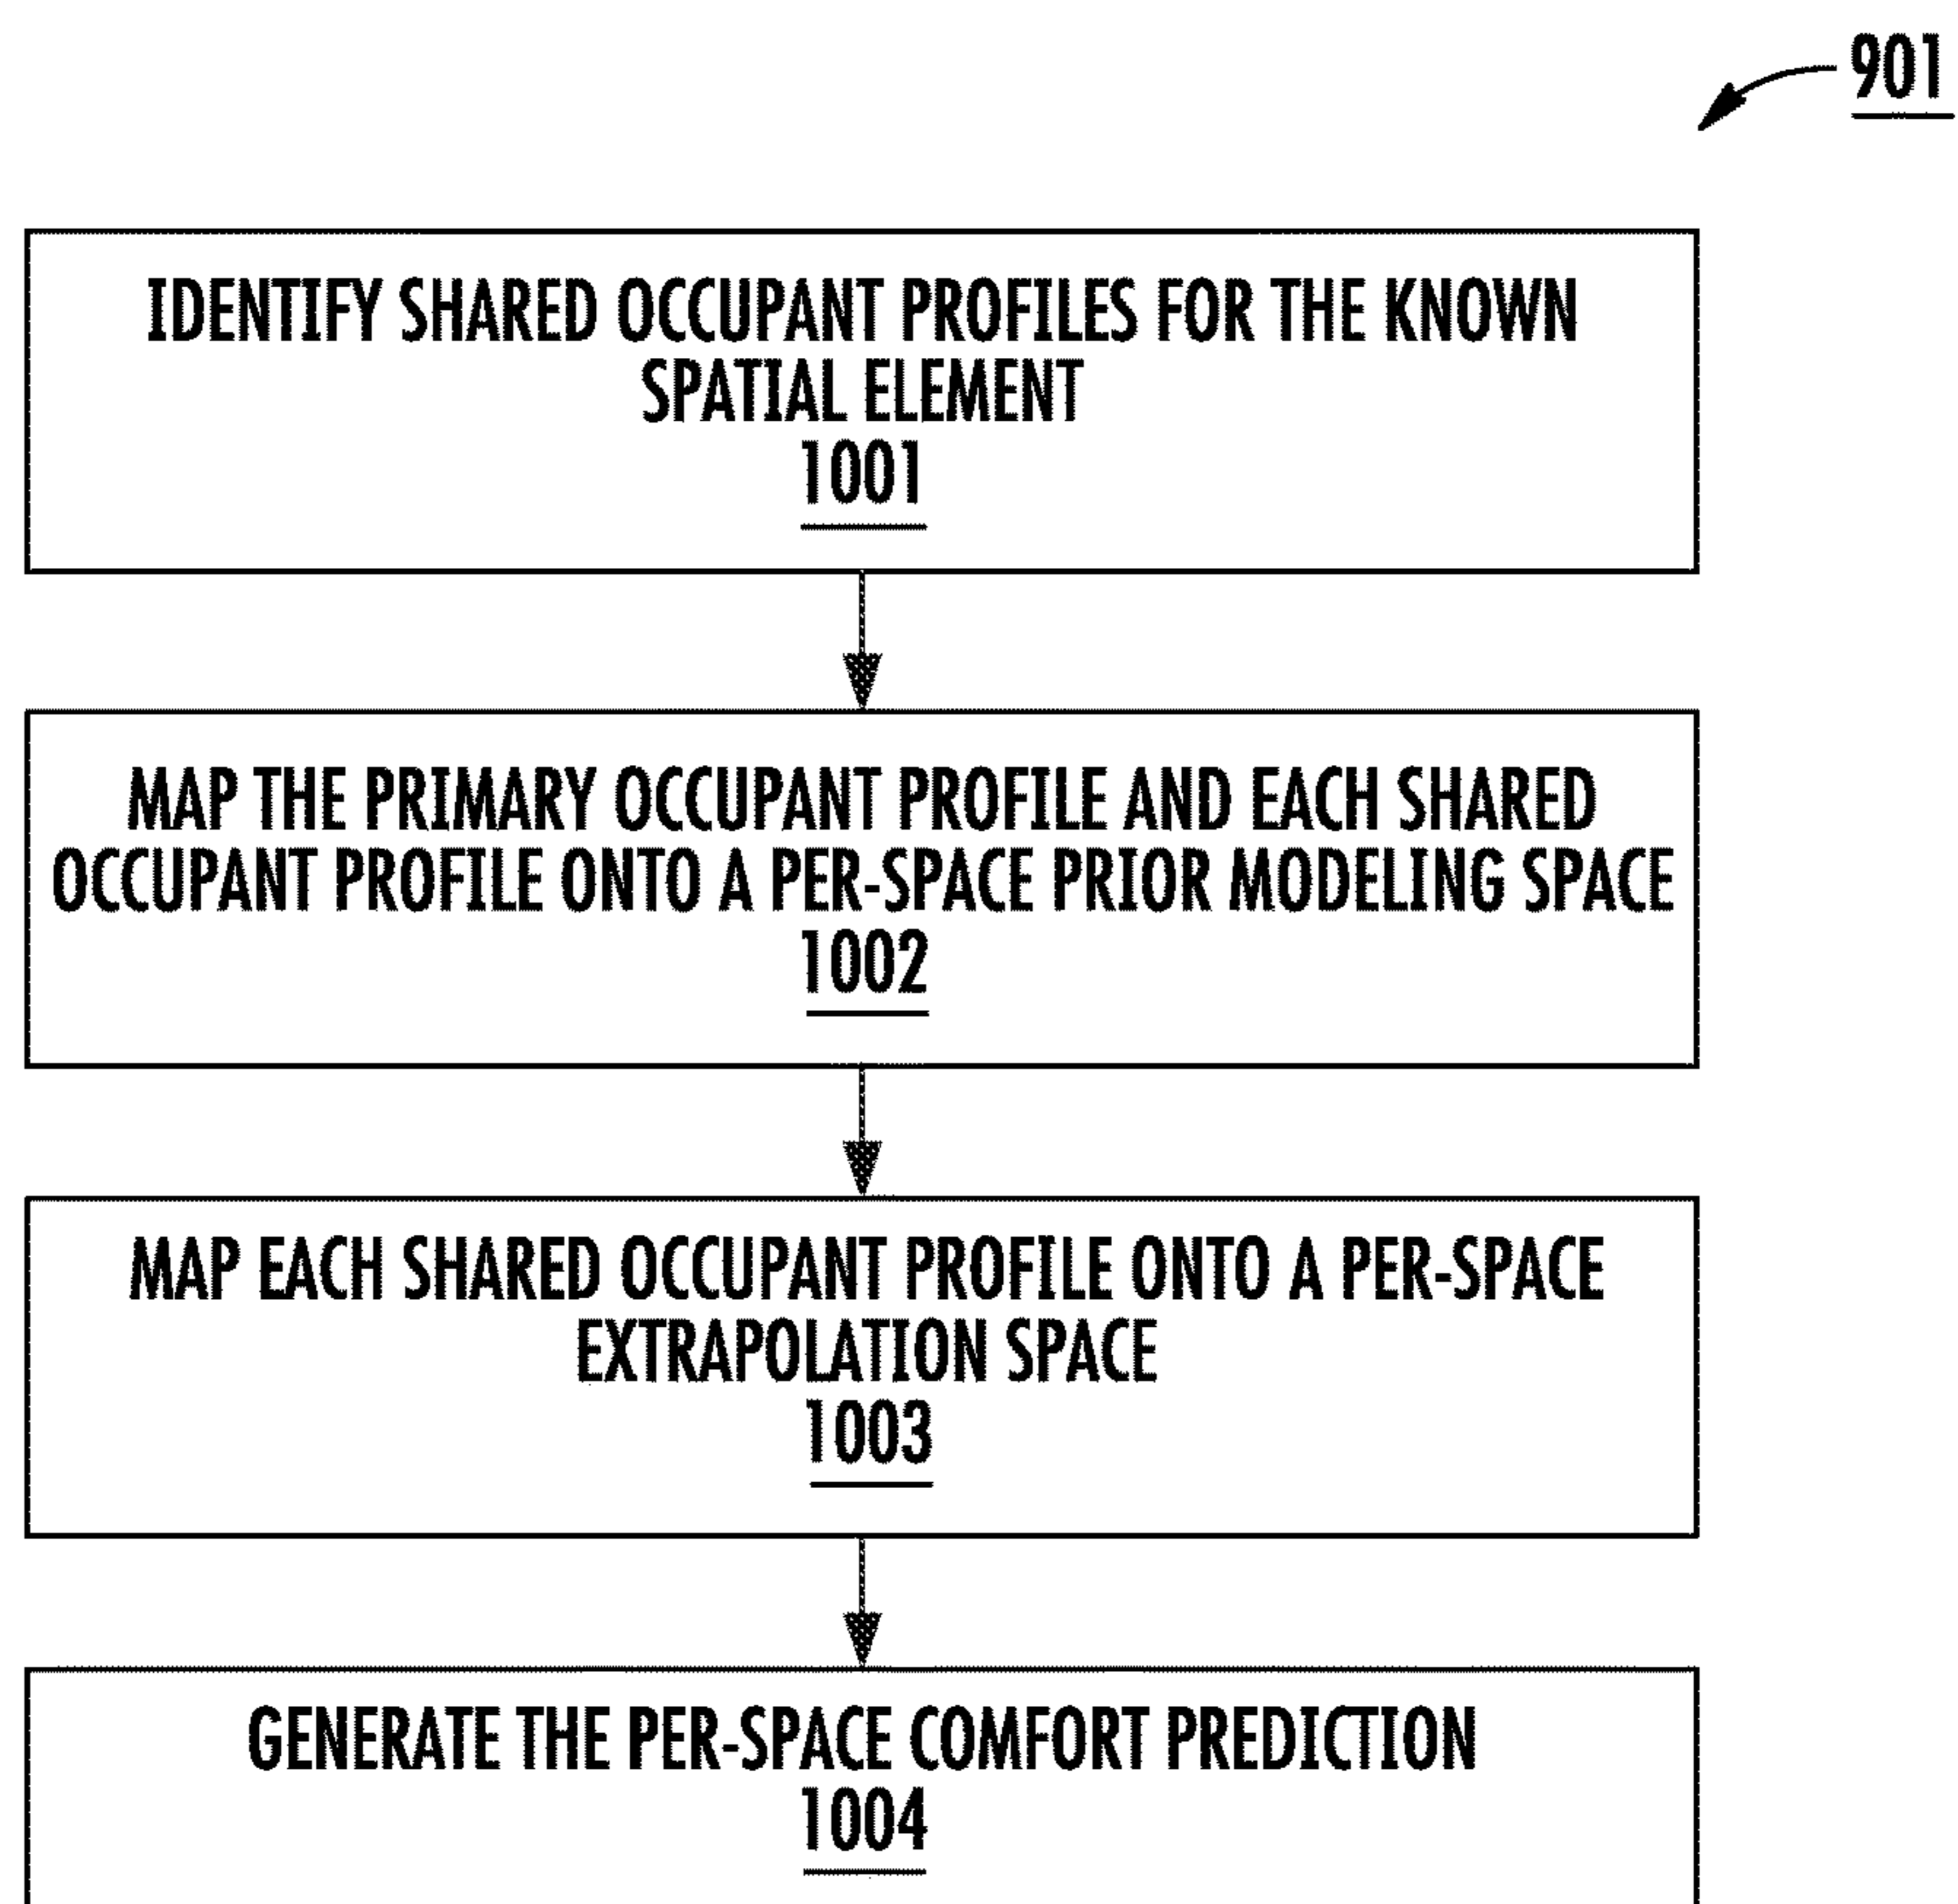 901
IDENTIFY SHARED OCCUPANT PROFILES FOR THE KNOWN
SPATIAL ELEMENT
1001
MAP THE PRIMARY OCCUPANT PROFILE AND EACH SHARED
OCCUPANT PROFILE ONTO A PER-SPACE PRIOR MODELING SPACE
1002
MAP EACH SHARED OCCUPANT PROFILE ONTO A PER-SPACE
EXTRAPOLATION SPACE
1003
GENERATE THE PER-SPACE COMFORT PREDICTION
1004